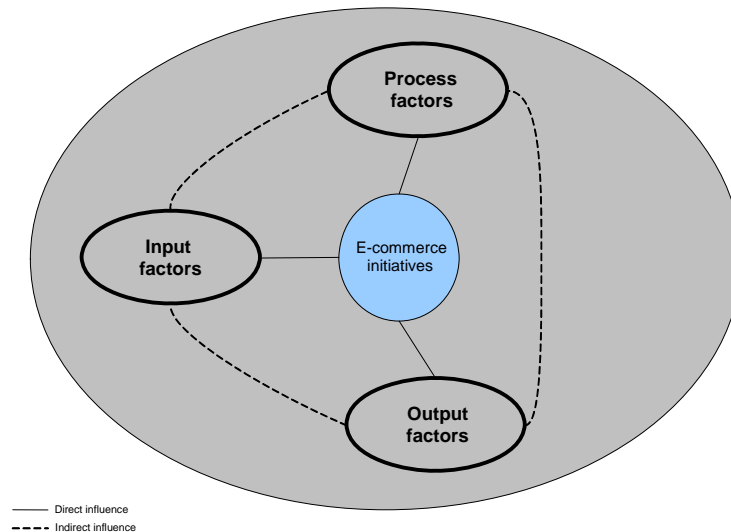 Process
factors
Input
factors
E-commerce
initiatives
Output
factors
Direct influence
Indirect influence